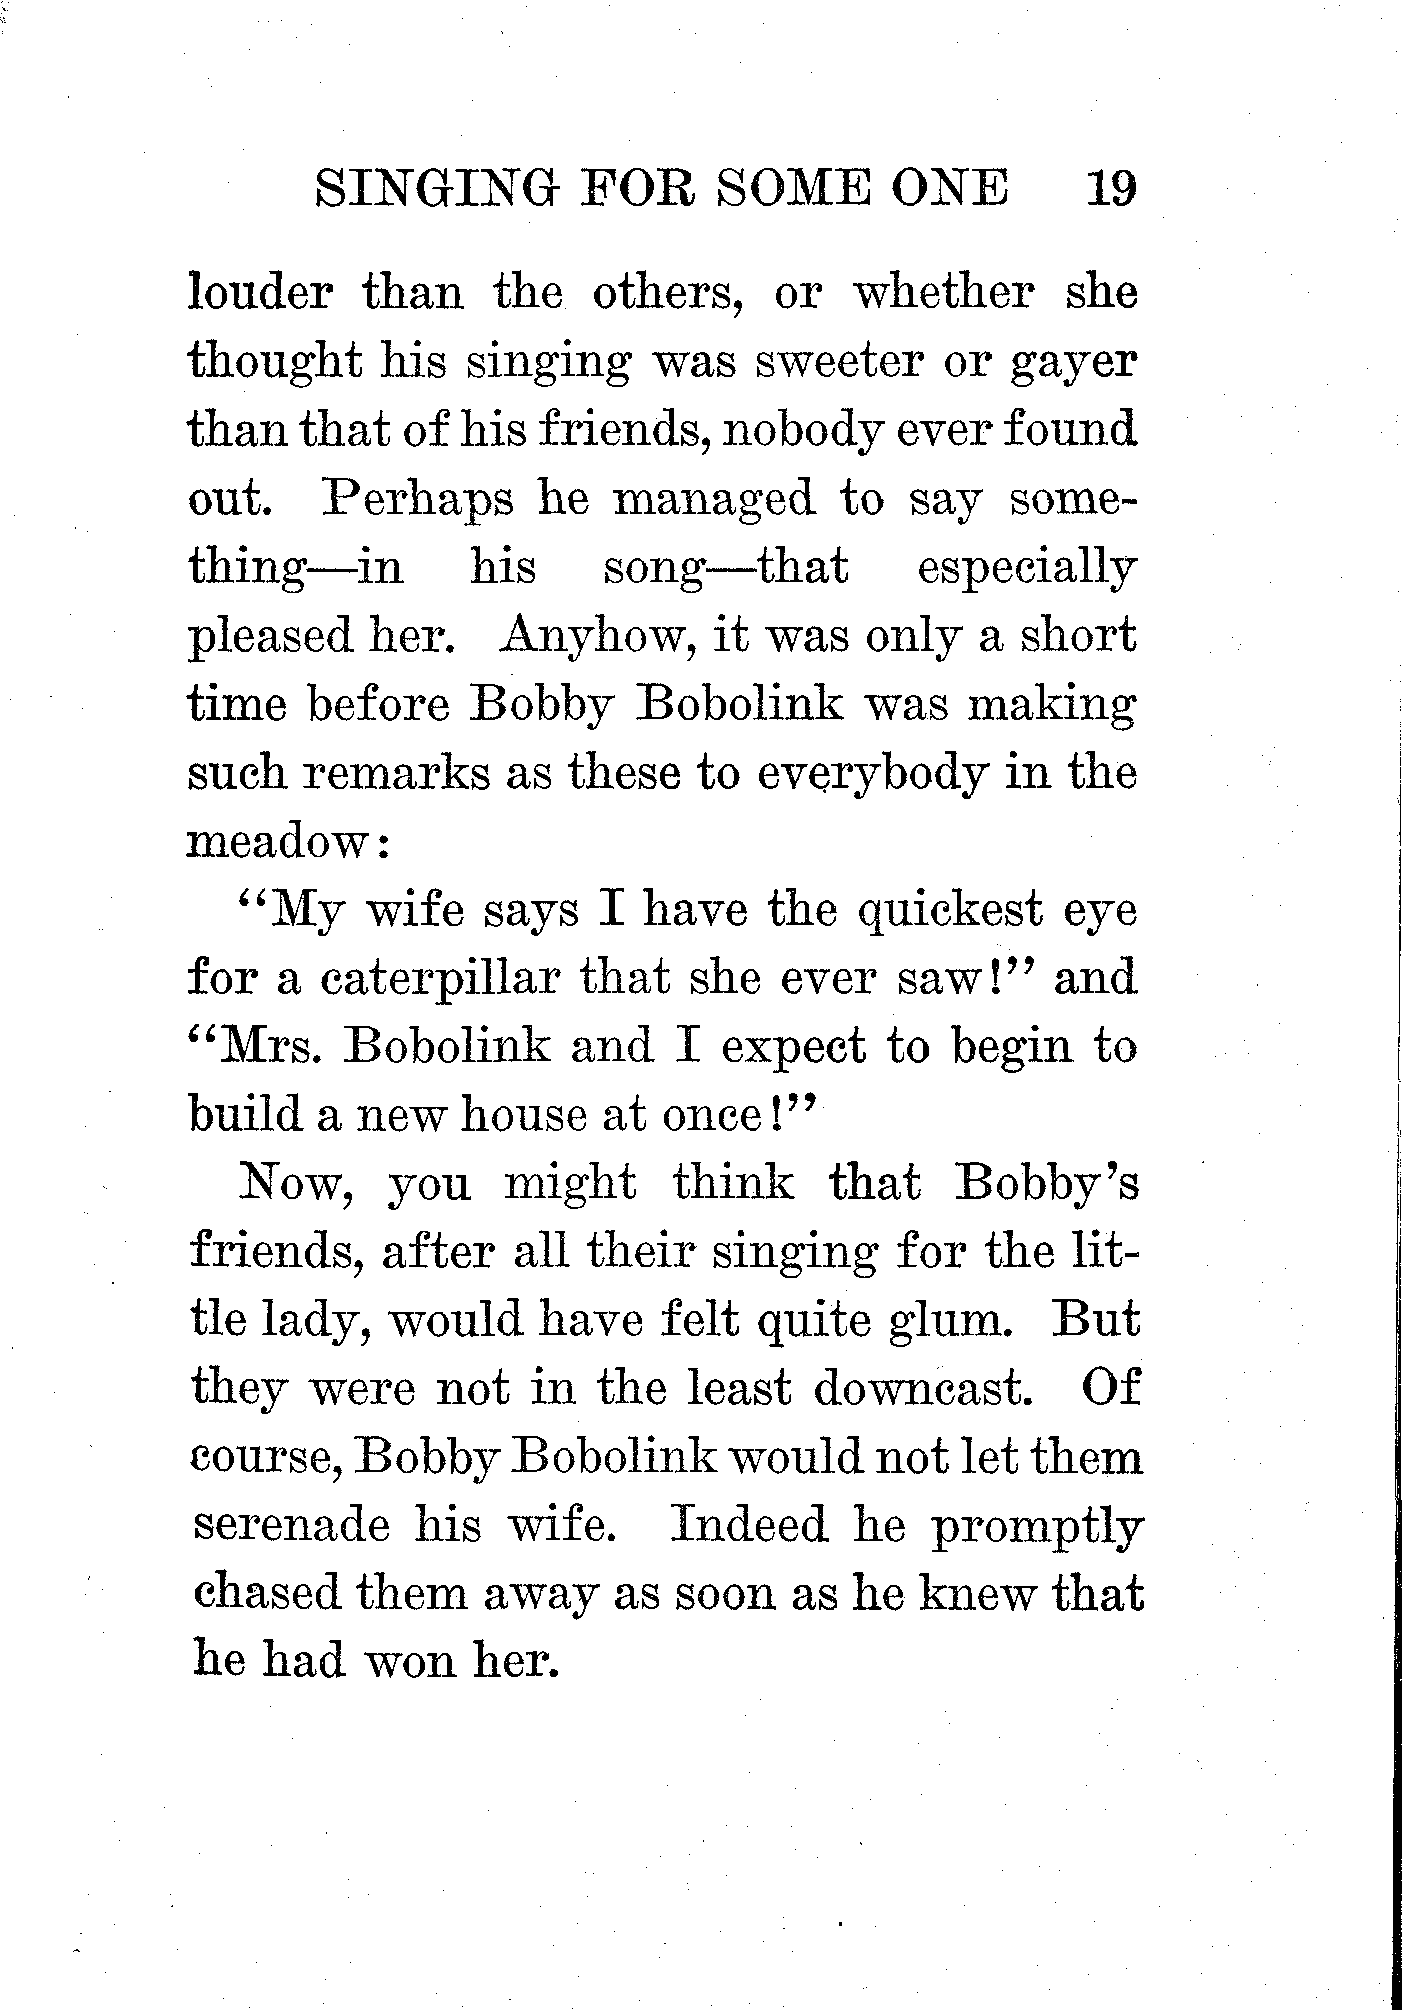 SINGING FOR SOME ONE 19
louder than the others, or whether she
thought his singing was sweeter or gayer
than that of his friends, nobody ever found
out. Perhaps he managed to say some-
thing—in his song—that especially
pleased her. Anyhow, it was only a short
time before Bobby Bobolink was making
such remarks as these to everybody in the
meadow:
"My wife says I have the quickest eye
for a caterpillar that she ever saw!" and
"Mrs. Bobolink and I expect to begin to
build a new house at once!"
Now, you might think that Bobby's
friends, after all their singing for the lit-
tle lady, would have felt quite glum. But
they were not in the least downcast. Of
course, Bobby Bobolink would not let them
serenade his wife. Indeed he promptly
chased them away as soon as he knew that
he had won her.